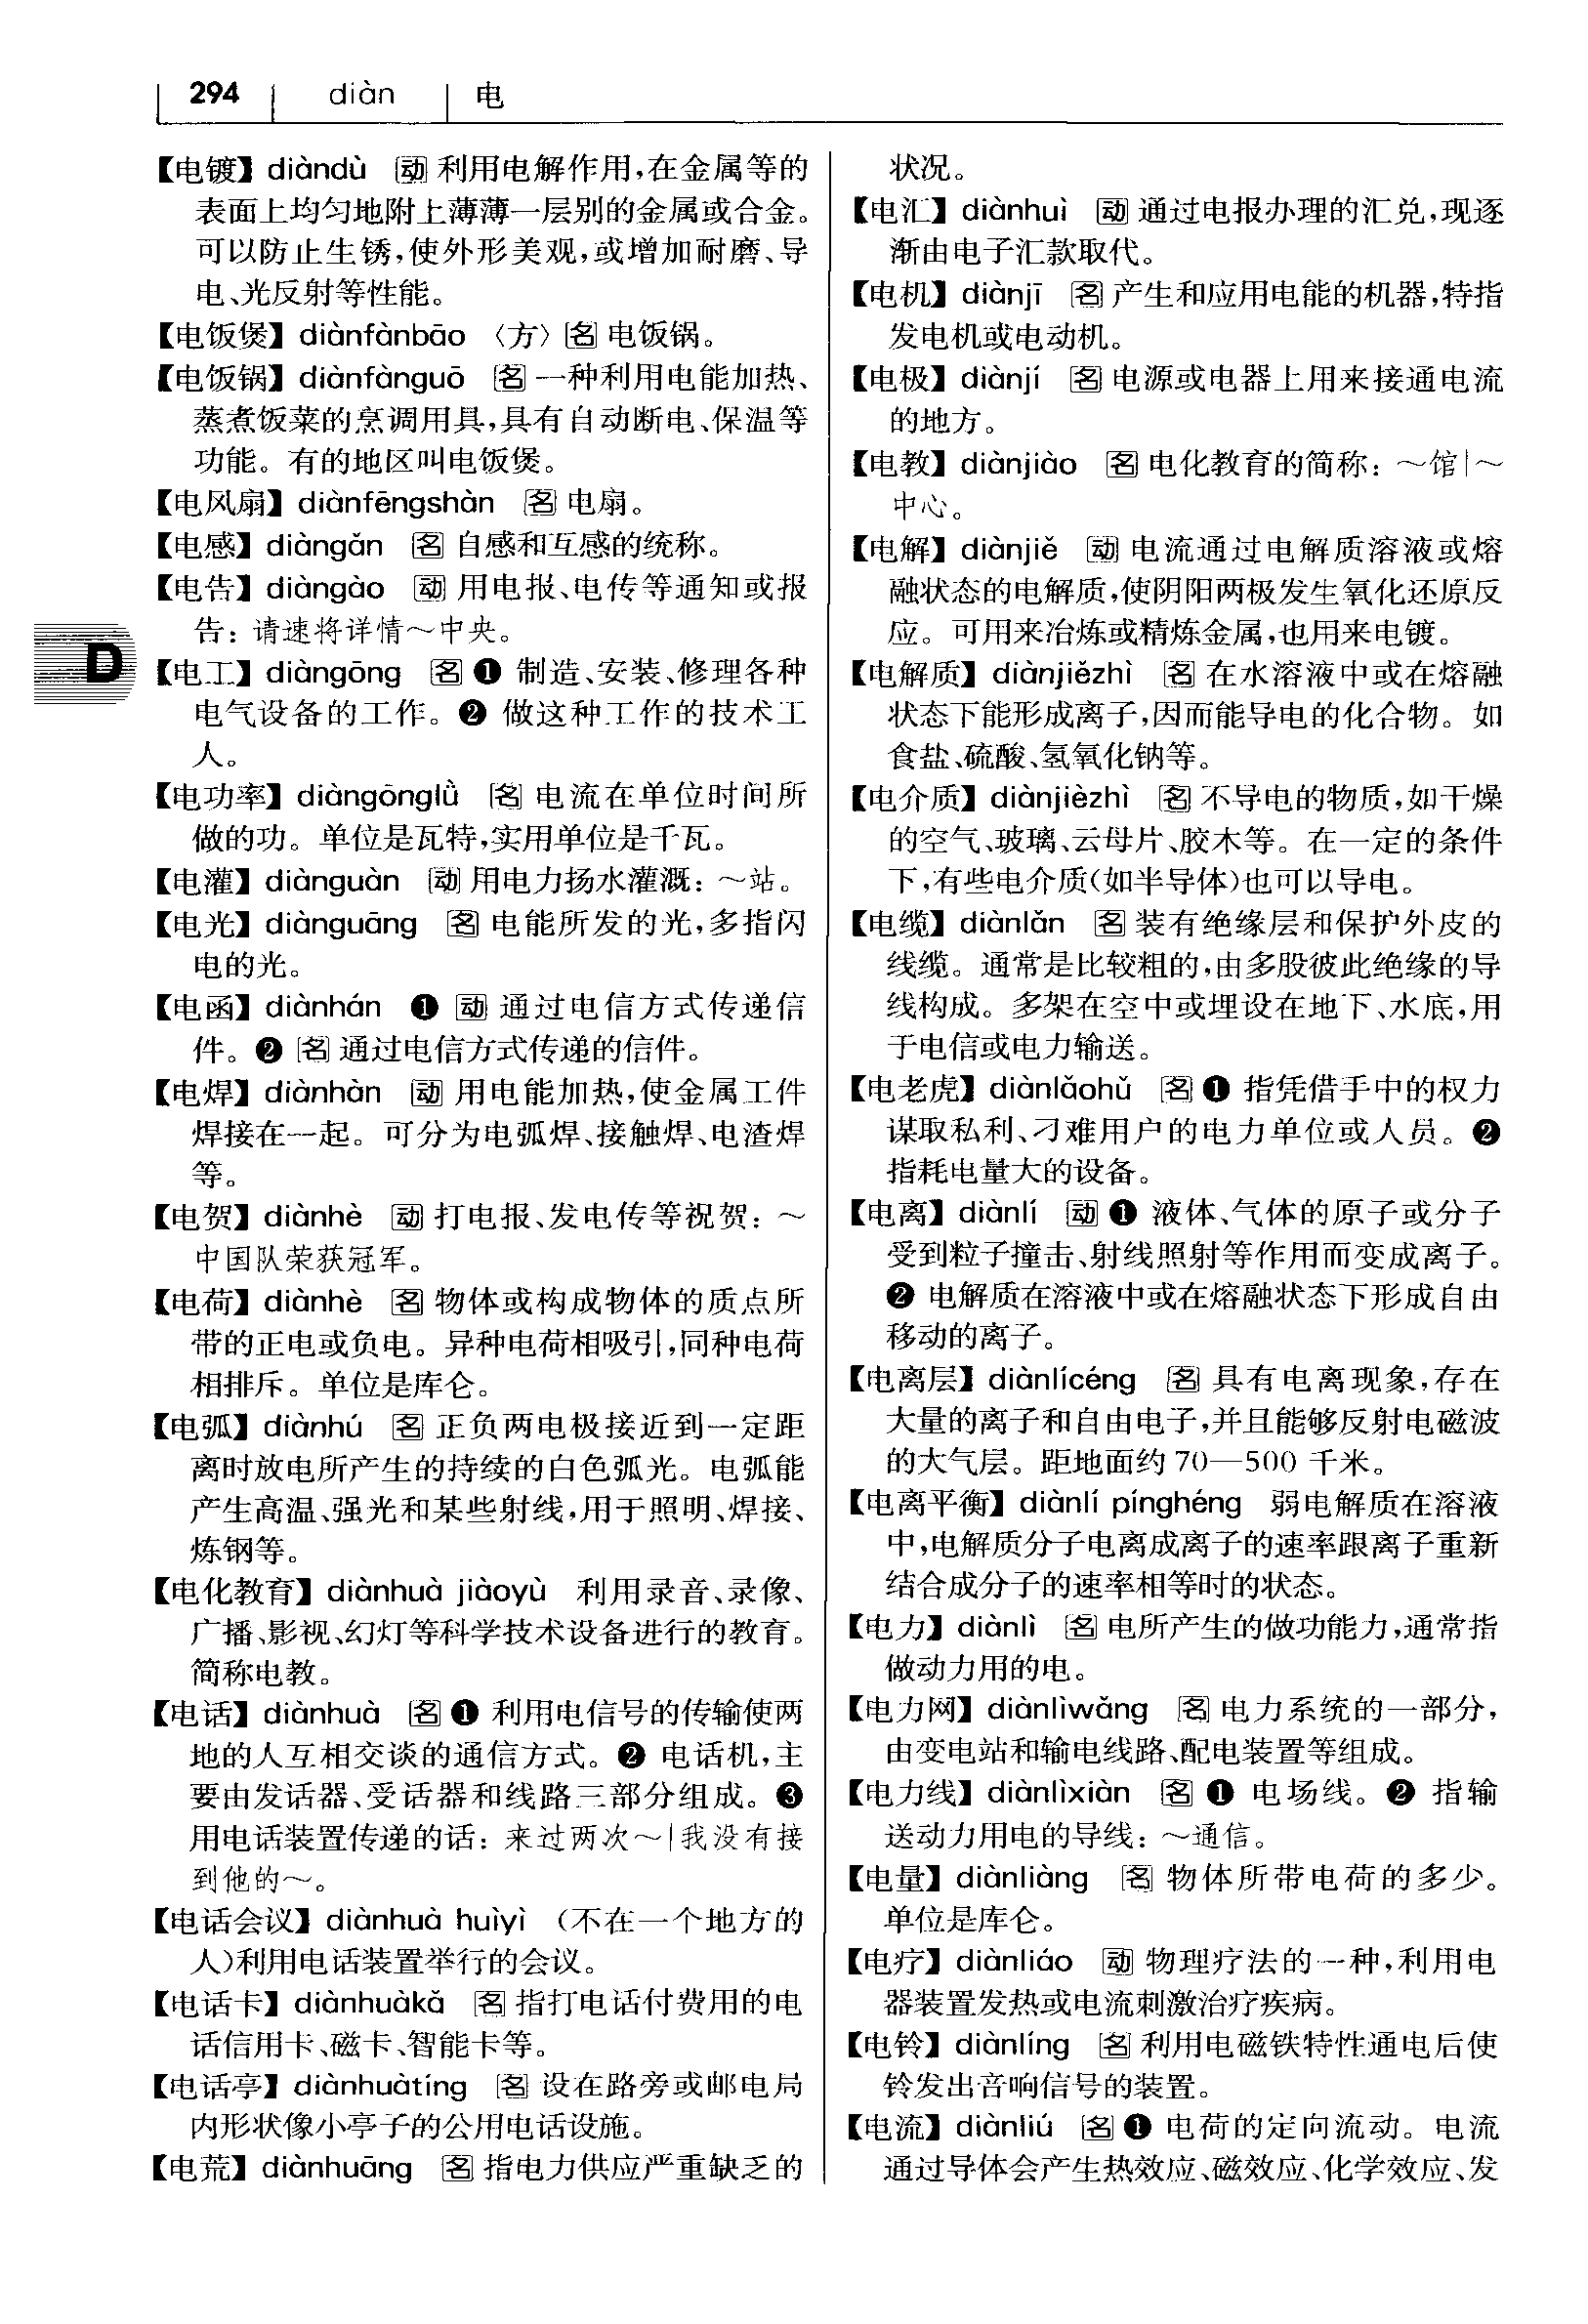 294 diàn 电
【电镀】 diàndù 动 利用电解作用,在金属等的
表面上均匀地附上薄薄一层别的金属或合金。
可以防止生锈,使外形美观,或增加耐磨、导
电、光反射等性能。
【电饭煲】 diànfànbāo 〈方〉名 电饭锅。
【电饭锅】 diànfànguō 名 一种利用电能加热、
蒸煮饭菜的烹调用具,具有自动断电、保温等
功能。有的地区叫电饭煲。
【电风扇】 diànfēngshàn 名 电扇。
【电感】 diàngǎn 名 自感和互感的统称。
【电告】 diàngào 动 用电报、电传等通知或报
告:请速将详情～中央。
D
【电工】 diàngōng 名 ❶ 制造、安装、修理各种
电气设备的工作。❷ 做这种工作的技术工
人。
【电功率】 diàngōnglǜ 名 电流在单位时间所
做的功。单位是瓦特,实用单位是千瓦。
【电灌】 diànguàn 动 用电力扬水灌溉:～站。
【电光】 diànguāng 名 电能所发的光,多指闪
电的光。
【电函】 diànhán ❶ 动 通过电信方式传递信
件。❷ 名 通过电信方式传递的信件。
【电焊】 diànhàn 动 用电能加热,使金属工件
焊接在一起。可分为电弧焊、接触焊、电渣焊
等。
【电贺】 diànhè 动 打电报、发电传等祝贺:～
中国队荣获冠军。
【电荷】 diànhè 名 物体或构成物体的质点所
带的正电或负电。异种电荷相吸引,同种电荷
相排斥。单位是库仑。
【电弧】 diànhú 名 正负两电极接近到一定距
离时放电所产生的持续的白色弧光。电弧能
产生高温、强光和某些射线,用于照明、焊接、
炼钢等。
【电化教育】 diànhuà jiàoyù 利用录音、录像、
广播、影视、幻灯等科学技术设备进行的教育。
简称电教。
【电话】 diànhuà 名 ❶ 利用电信号的传输使两
地的人互相交谈的通信方式。❷ 电话机,主
要由发话器、受话器和线路三部分组成。❸
用电话装置传递的话:来过两次～|我没有接
到他的～。
【电话会议】 diànhuà huìyì (不在一个地方的
人)利用电话装置举行的会议。
【电话卡】 diànhuàkǎ 名 指打电话付费用的电
话信用卡、磁卡、智能卡等。
【电话亭】 diànhuàtíng 名 设在路旁或邮电局
内形状像小亭子的公用电话设施。
【电荒】 diànhuāng 名 指电力供应严重缺乏的
状况。
【电汇】 diànhuì 动 通过电报办理的汇兑,现逐
渐由电子汇款取代。
【电机】 diànjī 名 产生和应用电能的机器,特指
发电机或电动机。
【电极】 diànjí 名 电源或电器上用来接通电流
的地方。
【电教】 diànjiào 名 电化教育的简称:～馆|～
中心。
【电解】 diànjiě 动 电流通过电解质溶液或熔
融状态的电解质,使阴阳两极发生氧化还原反
应。可用来冶炼或精炼金属,也用来电镀。
【电解质】 diànjiězhì 名 在水溶液中或在熔融
状态下能形成离子,因而能导电的化合物。如
食盐、硫酸、氢氧化钠等。
【电介质】 diànjièzhì 名 不导电的物质,如干燥
的空气、玻璃、云母片、胶木等。在一定的条件
下,有些电介质(如半导体)也可以导电。
【电缆】 diànlǎn 名 装有绝缘层和保护外皮的
线缆。通常是比较粗的,由多股彼此绝缘的导
线构成。多架在空中或埋设在地下、水底,用
于电信或电力输送。
【电老虎】 diànlǎohǔ 名 ❶ 指凭借手中的权力
谋取私利、刁难用户的电力单位或人员。❷
指耗电量大的设备。
【电离】 diànlí 动 ❶ 液体、气体的原子或分子
受到粒子撞击、射线照射等作用而变成离子。
❷ 电解质在溶液中或在熔融状态下形成自由
移动的离子。
【电离层】 diànlícéng 名 具有电离现象,存在
大量的离子和自由电子,并且能够反射电磁波
的大气层。距地面约 70—500 千米。
【电离平衡】 diànlí pínghéng 弱电解质在溶液
中,电解质分子电离成离子的速率跟离子重新
结合成分子的速率相等时的状态。
【电力】 diànlì 名 电所产生的做功能力,通常指
做动力用的电。
【电力网】 diànlìwǎng 名 电力系统的一部分,
由变电站和输电线路、配电装置等组成。
【电力线】 diànlìxiàn 名 ❶ 电场线。❷ 指输
送动力用电的导线:～通信。
【电量】 diànliàng 名 物体所带电荷的多少。
单位是库仑。
【电疗】 diànliáo 动 物理疗法的一种,利用电
器装置发热或电流刺激治疗疾病。
【电铃】 diànlíng 名 利用电磁铁特性通电后使
铃发出音响信号的装置。
【电流】 diànliú 名 ❶ 电荷的定向流动。电流
通过导体会产生热效应、磁效应、化学效应、发